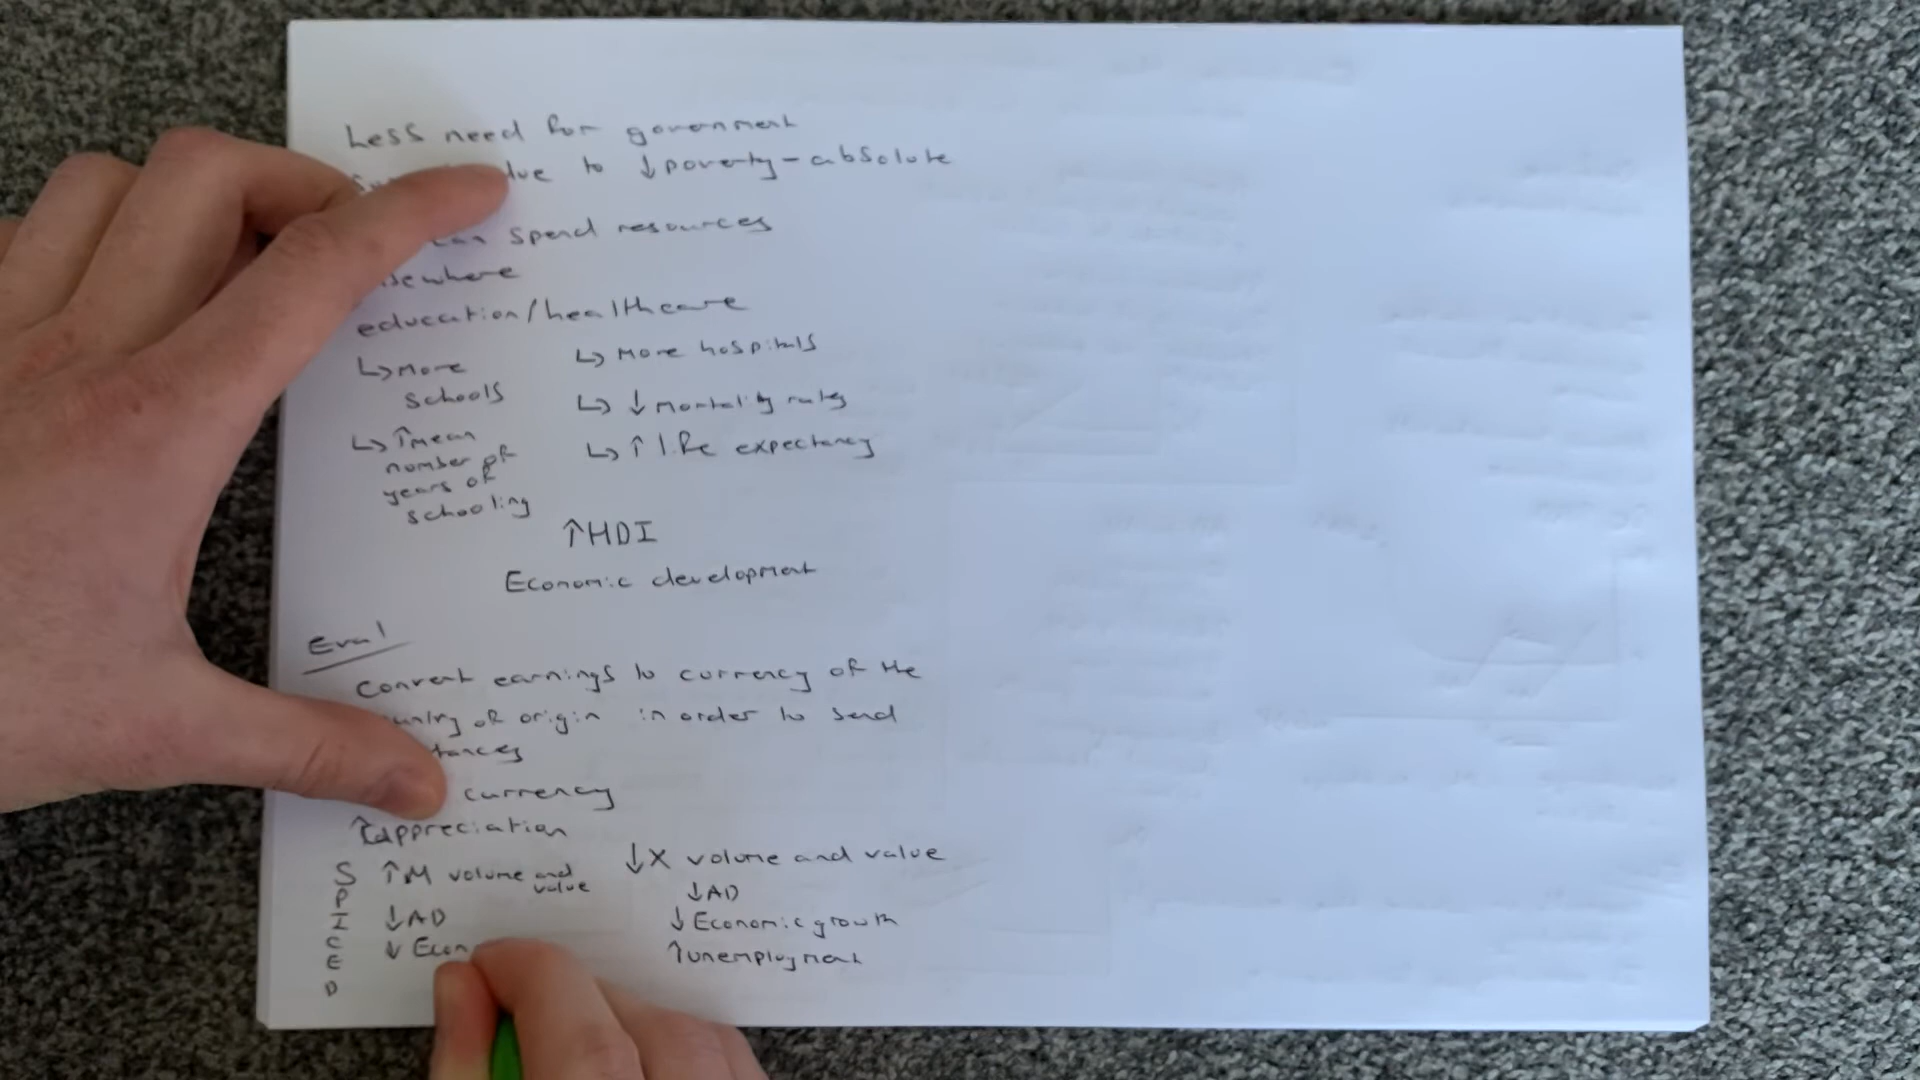 Less need for government
due to ↓ poverty - absolute
can spend resources
education/healthcare
↳ More schools
↳ ↑ mean number of years of schooling
↳ More hospitals
↳ ↓ mortality rates
↳ ↑ life expectancy
↑ HDI
Economic development
Eval
Convert earnings to currency of the
of origin in order to send
currency
appreciation
SPICED
↑ M volume and value
↓ AD
↓ Econ
↓ X volume and value
↓ AD
↓ Economic growth
↑ unemployment